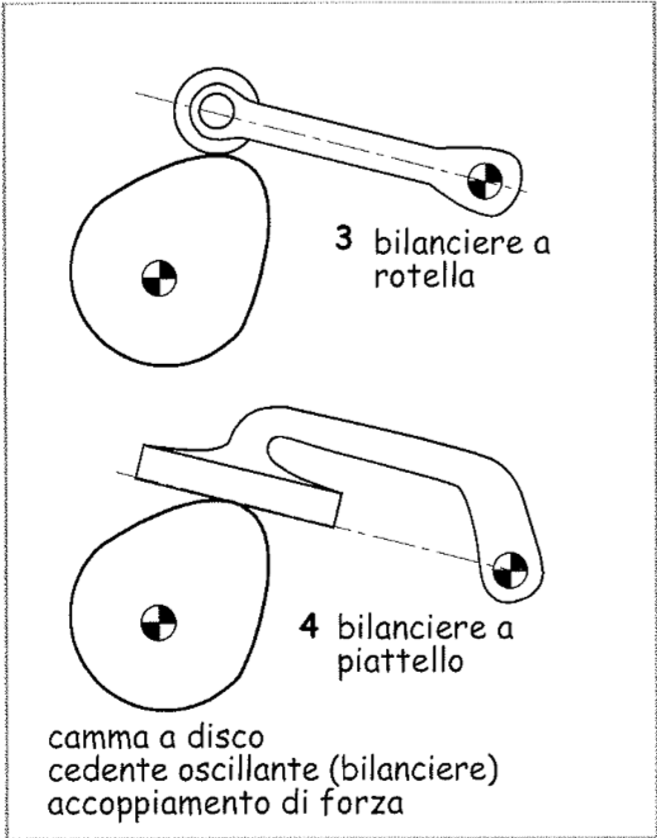 3 bilanciere a
rotella
4 bilanciere a
piattello
camma a disco
cedente oscillante (bilanciere)
accoppiamento di forza